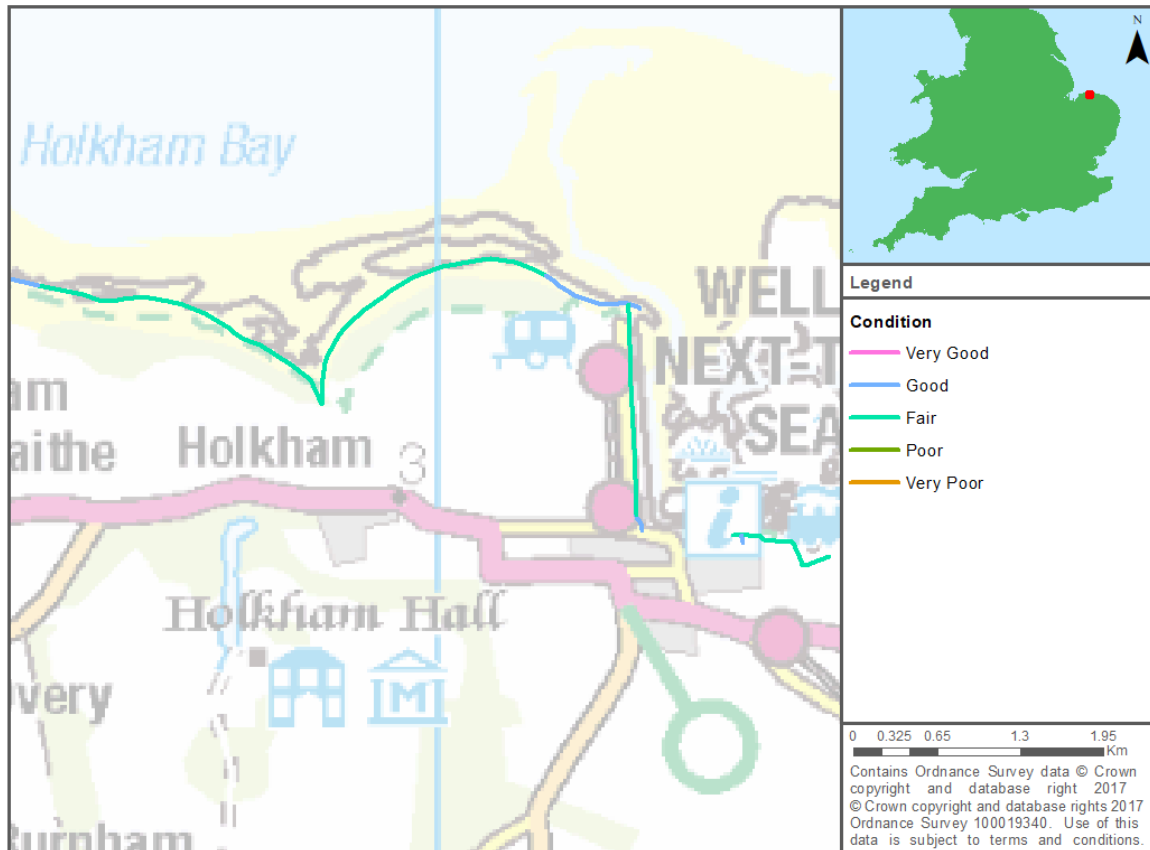 Holkham Bay
WELL
NEXT-T
SEA
am
aithe
Holkham
3
i
Holkham Hall
M
very
Burnham
N
Legend
Condition
Very Good
Good
Fair
Poor
Very Poor
0 0.325 0.65 1.3 1.95
Km
Contains Ordnance Survey data © Crown
copyright and database right 2017
© Crown copyright and database rights 2017
Ordnance Survey 100019340. Use of this
data is subject to terms and conditions.